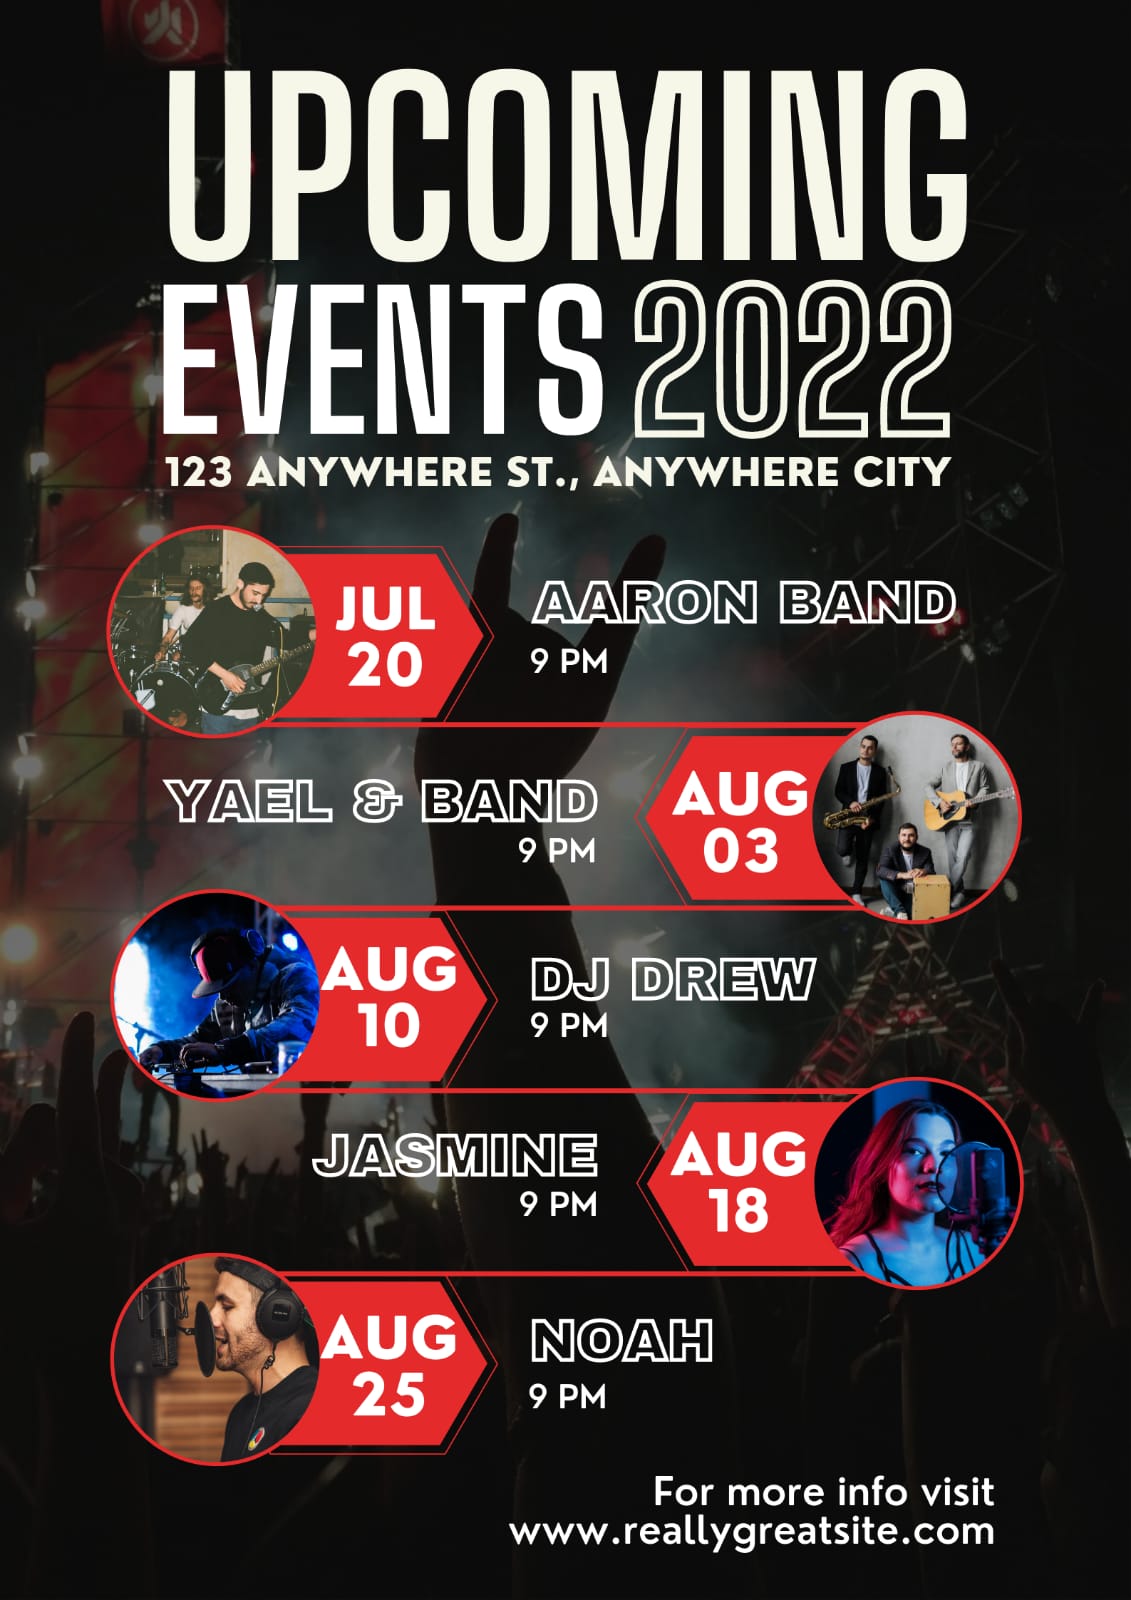 UPCOMING
EVENTS 2022
123 ANYWHERE ST., ANYWHERE CITY
JUL
20
AARON BAND
9 PM
YAEL & BAND
9 PM
AUG
03
AUG
10
DJ DREW
9 PM
JASMINE
9 PM
AUG
18
AUG
25
NOAH
9 PM
For more info visit
www.reallygreatsite.com